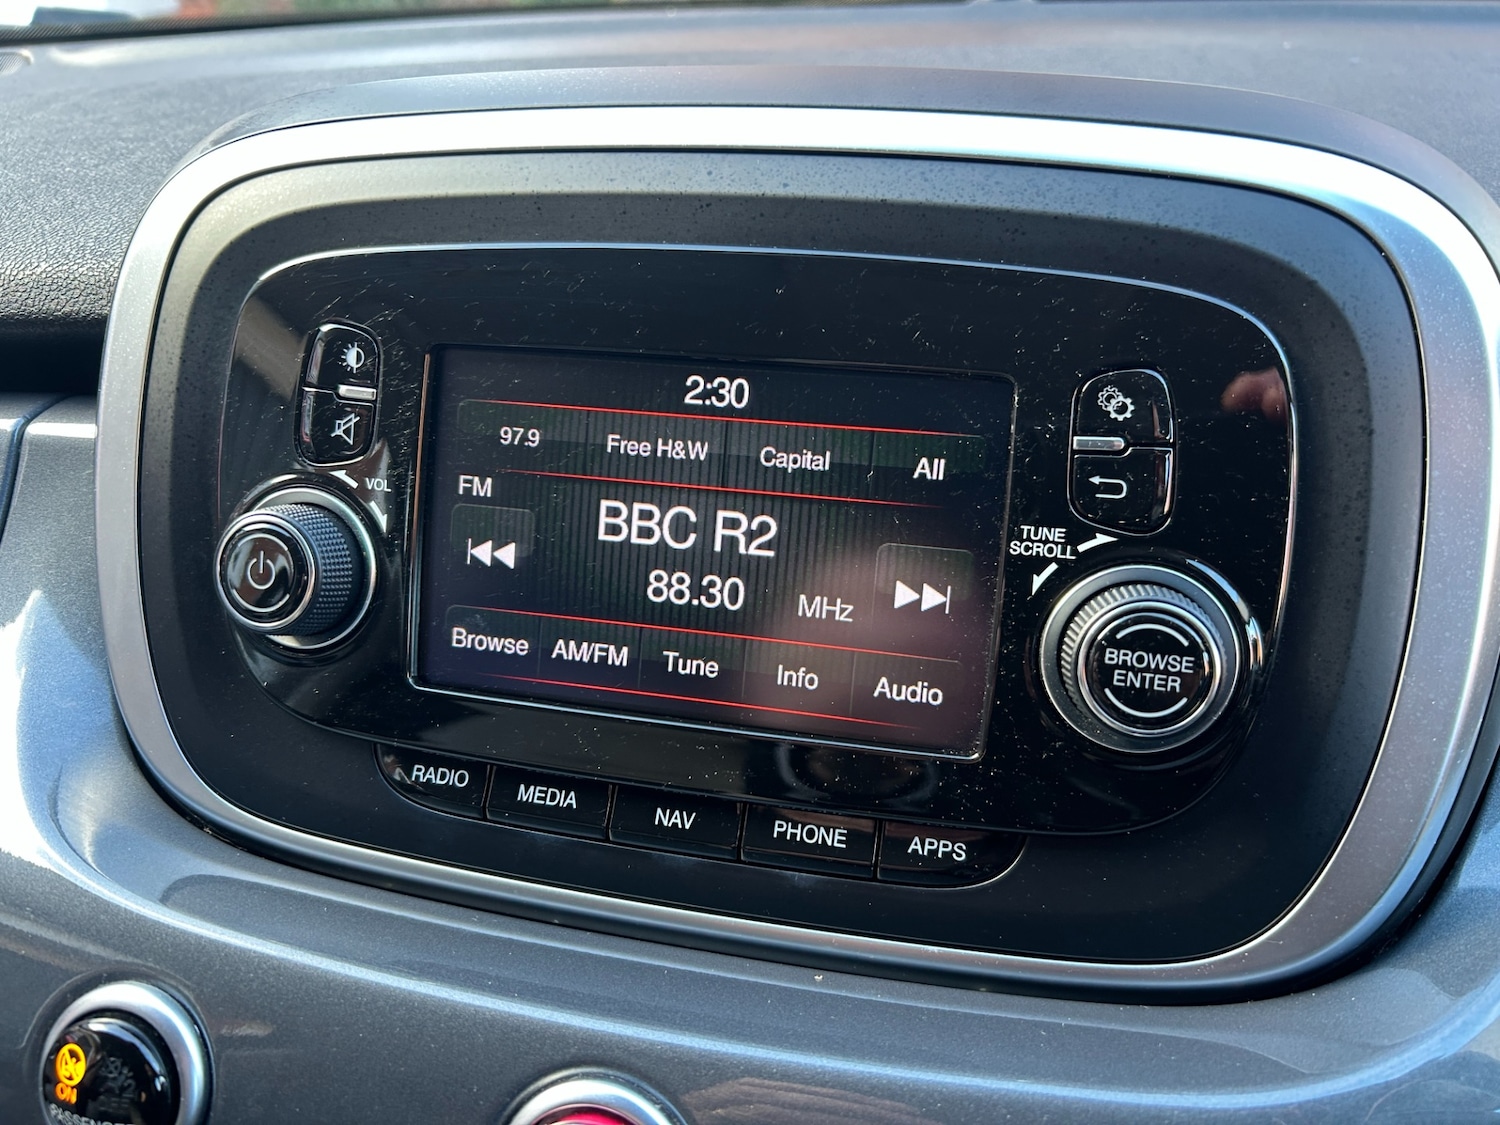 2:30
97.9 Free H&W Capital All
FM
BBC R2
88.30 MHz
Browse AM/FM Tune Info Audio
VOL
TUNE
SCROLL
BROWSE
ENTER
RADIO MEDIA NAV PHONE APPS
ON